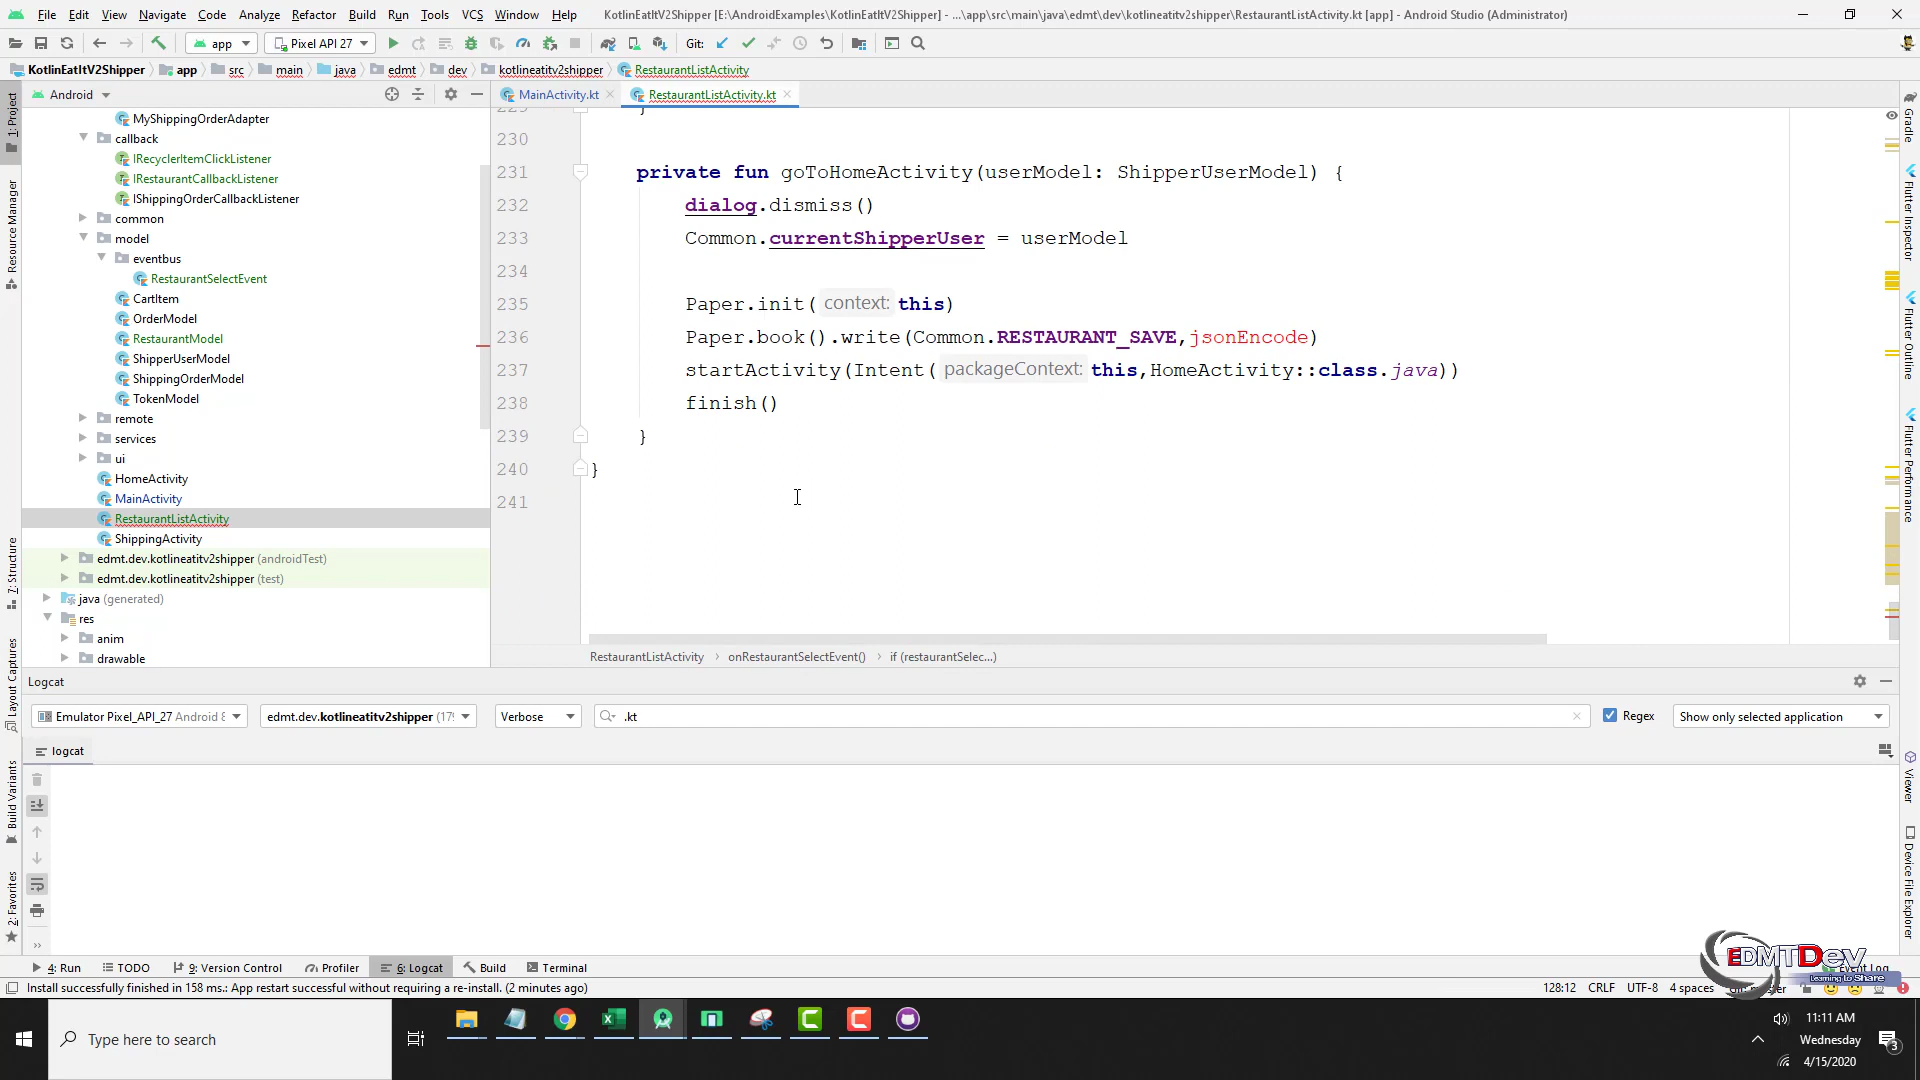 File Edit View Navigate Code Analyze Refactor Build Run Tools VCS Window Help KotlinEatItV2Shipper [E:\AndroidExamples\KotlinEatItV2Shipper] - ...\app\src\main\java\edmt\dev\kotlineatitv2shipper\RestaurantListActivity.kt [app] - Android Studio (Administrator)
app Pixel API 27 Git:
KotlinEatItV2Shipper app src main java edmt dev kotlineatitv2shipper RestaurantListActivity
Android MainActivity.kt RestaurantListActivity.kt
MyShippingOrderAdapter
callback
IRecyclerItemClickListener
IRestaurantCallbackListener
IShippingOrderCallbackListener
common
model
eventbus
RestaurantSelectEvent
CartItem
OrderModel
RestaurantModel
ShipperUserModel
ShippingOrderModel
TokenModel
remote
services
ui
HomeActivity
MainActivity
RestaurantListActivity
ShippingActivity
edmt.dev.kotlineatitv2shipper (androidTest)
edmt.dev.kotlineatitv2shipper (test)
java (generated)
res
anim
drawable
229 }
230
231 private fun goToHomeActivity(userModel: ShipperUserModel) {
232 dialog.dismiss()
233 Common.currentShipperUser = userModel
234
235 Paper.init( context: this)
236 Paper.book().write(Common.RESTAURANT_SAVE,jsonEncode)
237 startActivity(Intent( packageContext: this,HomeActivity::class.java))
238 finish()
239 }
240 }
241
RestaurantListActivity › onRestaurantSelectEvent() › if (restaurantSelec...)
1: Project
Resource Manager
7: Structure
Layout Captures
Build Variants
2: Favorites
Gradle
Flutter Inspector
Flutter Outline
Flutter Performance
Viewer
Device File Explorer
Logcat
Emulator Pixel_API_27 Android 8 edmt.dev.kotlineatitv2shipper (179 Verbose .kt Regex Show only selected application
logcat
4: Run TODO 9: Version Control Profiler 6: Logcat Build Terminal Event Log
EDMTDev
Learning to Share
Install successfully finished in 158 ms.: App restart successful without requiring a re-install. (2 minutes ago) 128:12 CRLF UTF-8 4 spaces
Type here to search
11:11 AM
Wednesday
4/15/2020
3